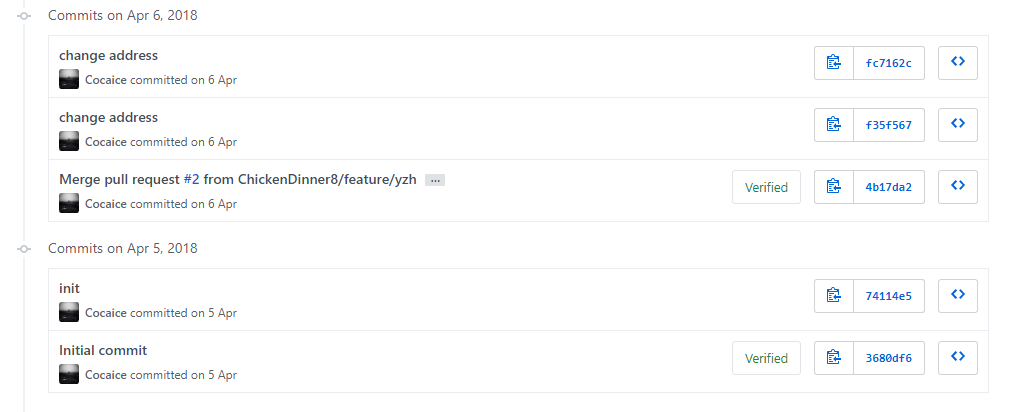 Commits on Apr 6, 2018
change address
Cocaice committed on 6 Apr
fc7162c
change address
Cocaice committed on 6 Apr
f35f567
Merge pull request #2 from ChickenDinner8/feature/yzh ...
Cocaice committed on 6 Apr
Verified
4b17da2
Commits on Apr 5, 2018
init
Cocaice committed on 5 Apr
74114e5
Initial commit
Cocaice committed on 5 Apr
Verified
3680df6